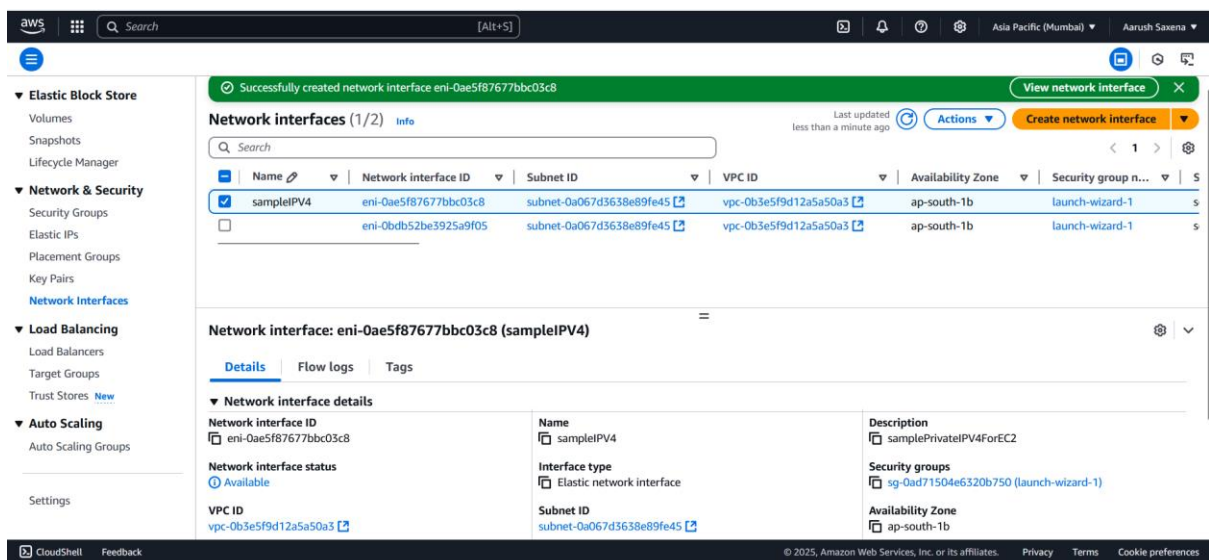 aws Search [Alt+S] Asia Pacific (Mumbai) Aarush Saxena
Successfully created network interface eni-0ae5f87677bbc03c8 View network interface
Elastic Block Store
Volumes
Snapshots
Lifecycle Manager
Network & Security
Security Groups
Elastic IPs
Placement Groups
Key Pairs
Network Interfaces
Load Balancing
Load Balancers
Target Groups
Trust Stores New
Auto Scaling
Auto Scaling Groups
Settings
Network interfaces (1/2) Info
Last updated
less than a minute ago
Actions Create network interface
Search
1
Name Network interface ID Subnet ID VPC ID Availability Zone Security group n... S
sampleIPV4 eni-0ae5f87677bbc03c8 subnet-0a067d3638e89fe45 vpc-0b3e5f9d12a5a50a3 ap-south-1b launch-wizard-1 s
eni-0bdb52be3925a9f05 subnet-0a067d3638e89fe45 vpc-0b3e5f9d12a5a50a3 ap-south-1b launch-wizard-1 s
Network interface: eni-0ae5f87677bbc03c8 (sampleIPV4)
Details Flow logs Tags
Network interface details
Network interface ID Name Description
eni-0ae5f87677bbc03c8 sampleIPV4 samplePrivateIPV4ForEC2
Network interface status Interface type Security groups
Available Elastic network interface sg-0ad71504e6320b750 (launch-wizard-1)
VPC ID Subnet ID Availability Zone
vpc-0b3e5f9d12a5a50a3 subnet-0a067d3638e89fe45 ap-south-1b
CloudShell Feedback © 2025, Amazon Web Services, Inc. or its affiliates. Privacy Terms Cookie preferences